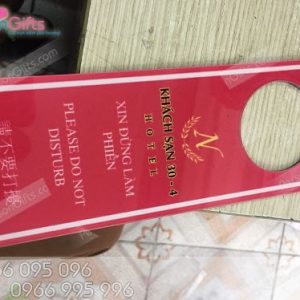 N
KHÁCH SẠN 30 - 4
HOTEL
XIN ĐỪNG LÀM
PHIỀN
PLEASE DO NOT
DISTURB
請不要打擾
Gifts
095 096
0966 995 996